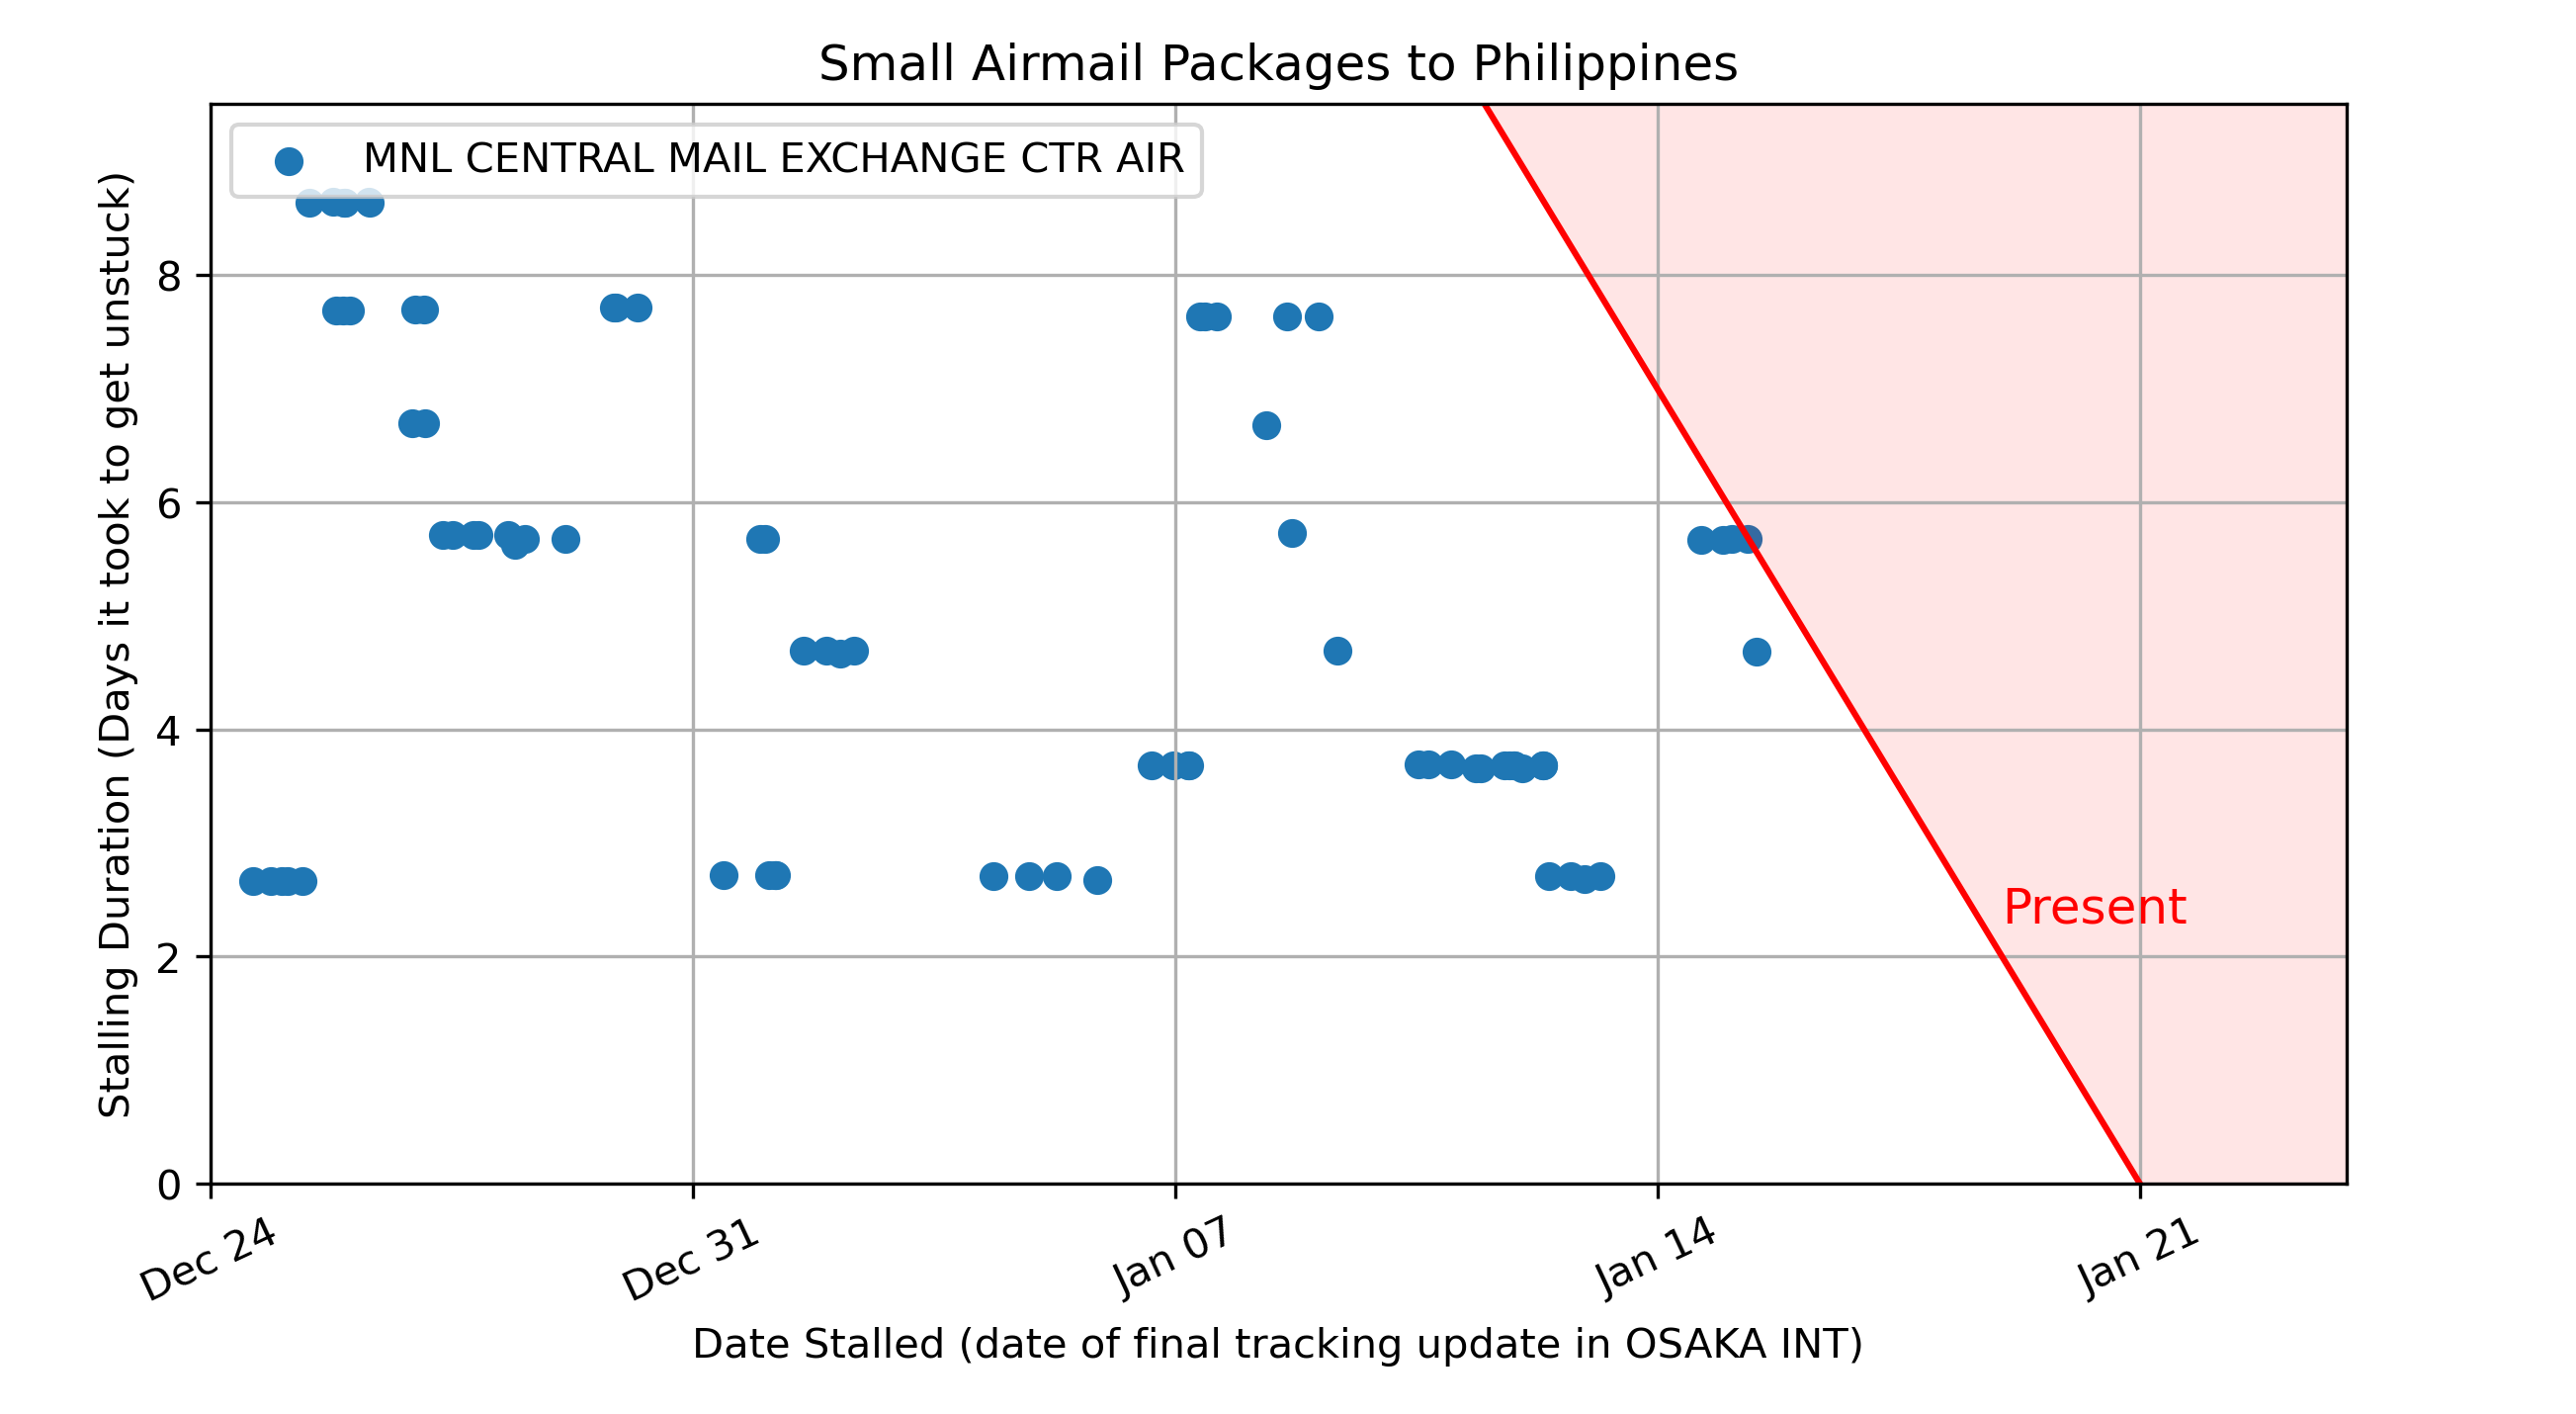 Small Airmail Packages to Philippines
MNL CENTRAL MAIL EXCHANGE CTR AIR
Stalling Duration (Days it took to get unstuck)
8
6
4
2
0
Present
Dec 24
Dec 31
Jan 07
Jan 14
Jan 21
Date Stalled (date of final tracking update in OSAKA INT)